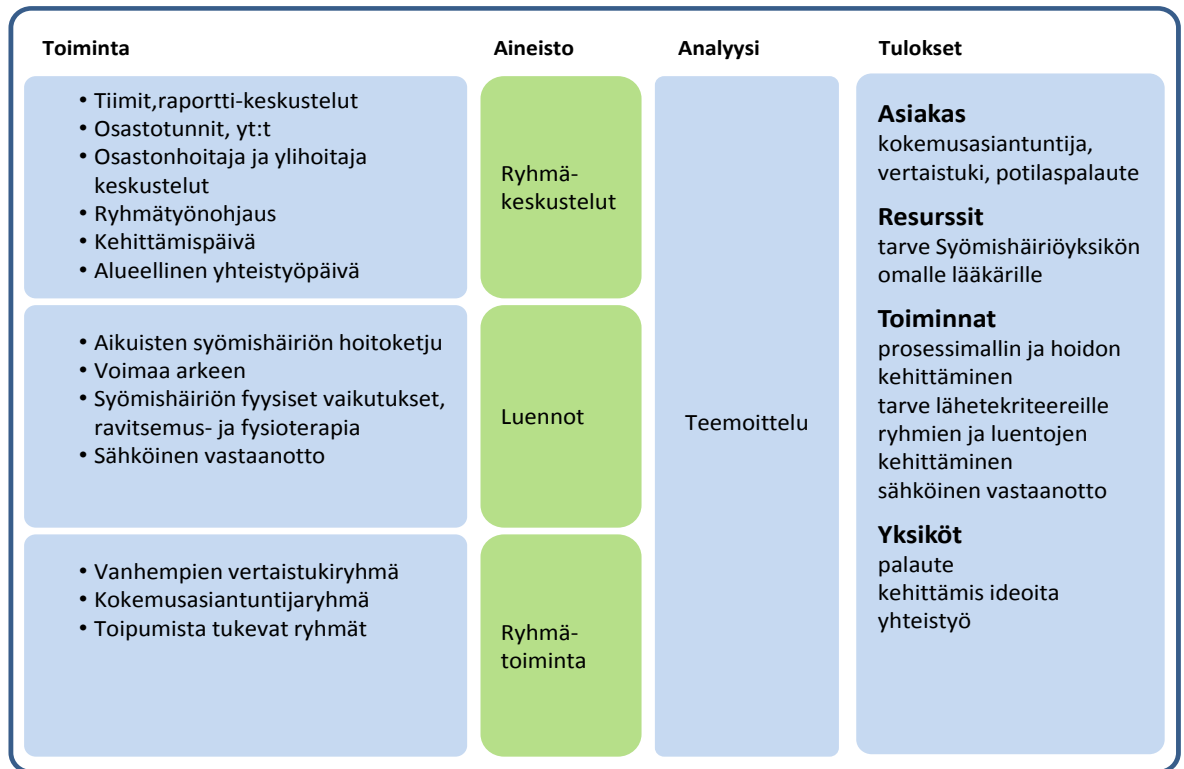 Toiminta
Aineisto
Analyysi
Tulokset
• Tiimit,raportti-keskustelut
• Osastotunnit, yt:t
• Osastonhoitaja ja ylihoitaja
keskustelut
• Ryhmätyönohjaus
• Kehittämispäivä
• Alueellinen yhteistyöpäivä
Ryhmä-
keskustelut
• Aikuisten syömishäiriön hoitoketju
• Voimaa arkeen
• Syömishäiriön fyysiset vaikutukset,
ravitsemus- ja fysioterapia
• Sähköinen vastaanotto
Luennot
• Vanhempien vertaistukiryhmä
• Kokemusasiantuntijaryhmä
• Toipumista tukevat ryhmät
Ryhmä-
toiminta
Teemoittelu
Asiakas
kokemusasiantuntija,
vertaistuki, potilaspalaute
Resurssit
tarve Syömishäiriöyksikön
omalle lääkärille
Toiminnat
prosessimallin ja hoidon
kehittäminen
tarve lähetekriteereille
ryhmien ja luentojen
kehittäminen
sähköinen vastaanotto
Yksiköt
palaute
kehittämis ideoita
yhteistyö